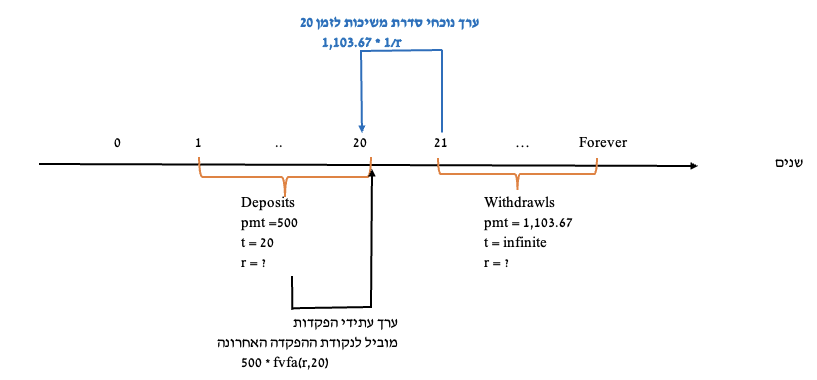 ערך נוכחי סדרת משיכות לזמן 20
1,103.67 * 1/r
0 1 .. 20 21 ... Forever
שנים
Deposits
pmt =500
t = 20
r = ?
Withdrawls
pmt = 1,103.67
t = infinite
r = ?
ערך עתידי הפקדות
מוביל לנקודת ההפקדה האחרונה
500 * fvfa(r,20)